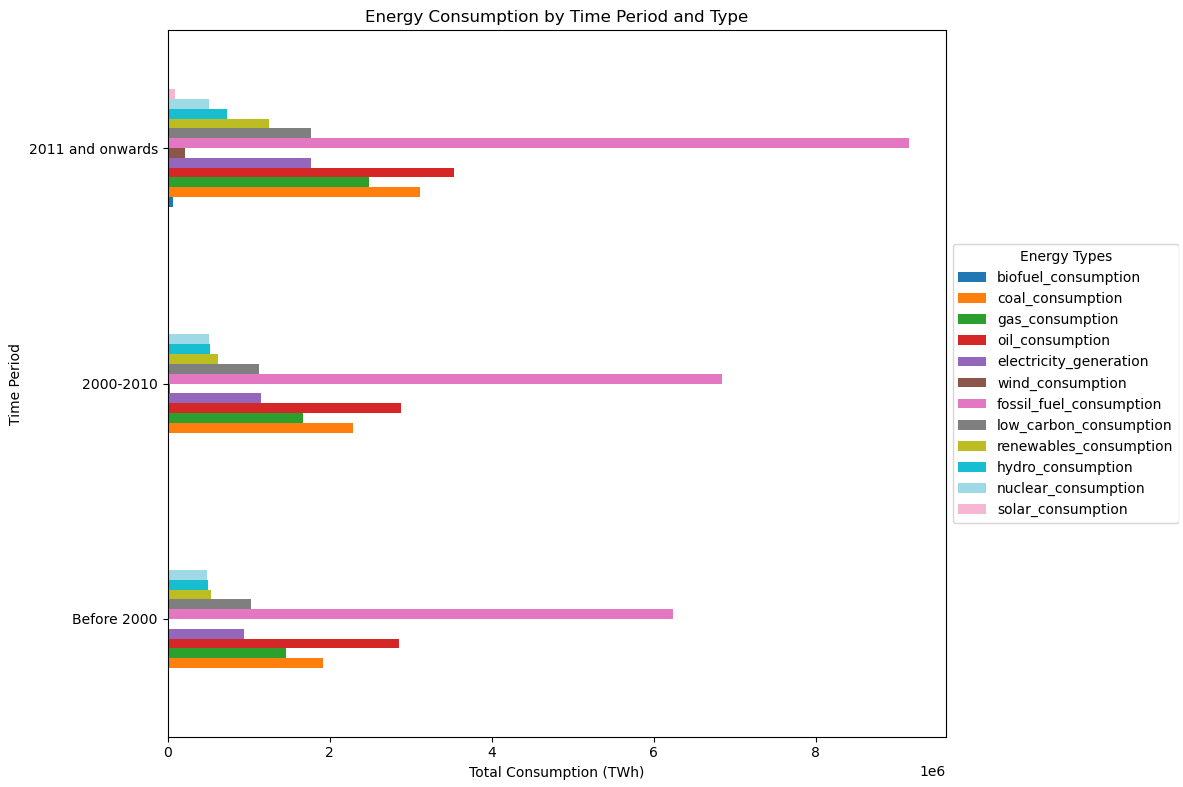 Energy Consumption by Time Period and Type
Time Period
2011 and onwards
2000-2010
Before 2000
0
2
4
6
8
1e6
Total Consumption (TWh)
Energy Types
biofuel_consumption
coal_consumption
gas_consumption
oil_consumption
electricity_generation
wind_consumption
fossil_fuel_consumption
low_carbon_consumption
renewables_consumption
hydro_consumption
nuclear_consumption
solar_consumption